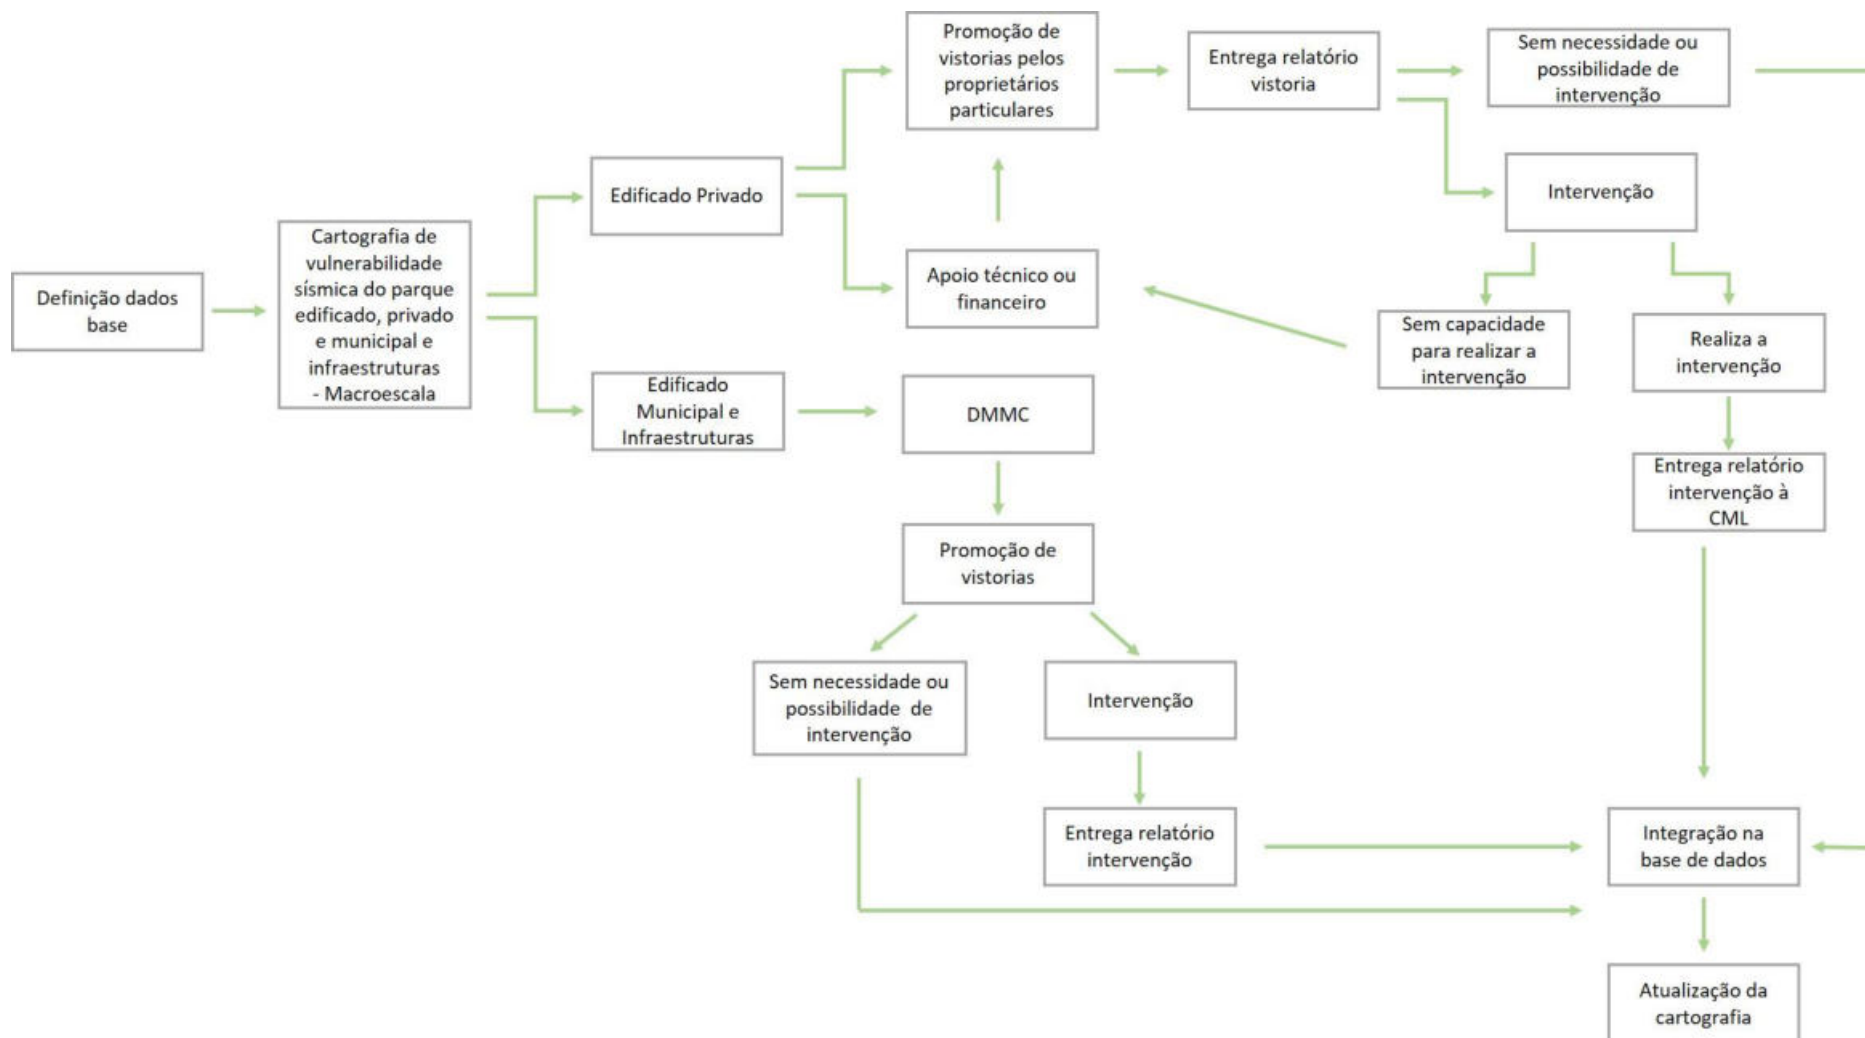 Definição dados
base
Cartografia de
vulnerabilidade
sísmica do parque
edificado, privado
e municipal e
infraestruturas
- Macroescala
Edificado Privado
Edificado
Municipal e
Infraestruturas
Promoção de
vistorias pelos
proprietários
particulares
Apoio técnico ou
financeiro
DMMC
Promoção de
vistorias
Sem necessidade ou
possibilidade  de
intervenção
Intervenção
Entrega relatório
intervenção
Entrega relatório
vistoria
Sem necessidade ou
possibilidade de
intervenção
Intervenção
Sem capacidade
para realizar a
intervenção
Realiza a
intervenção
Entrega relatório
intervenção à
CML
Integração na
base de dados
Atualização da
cartografia